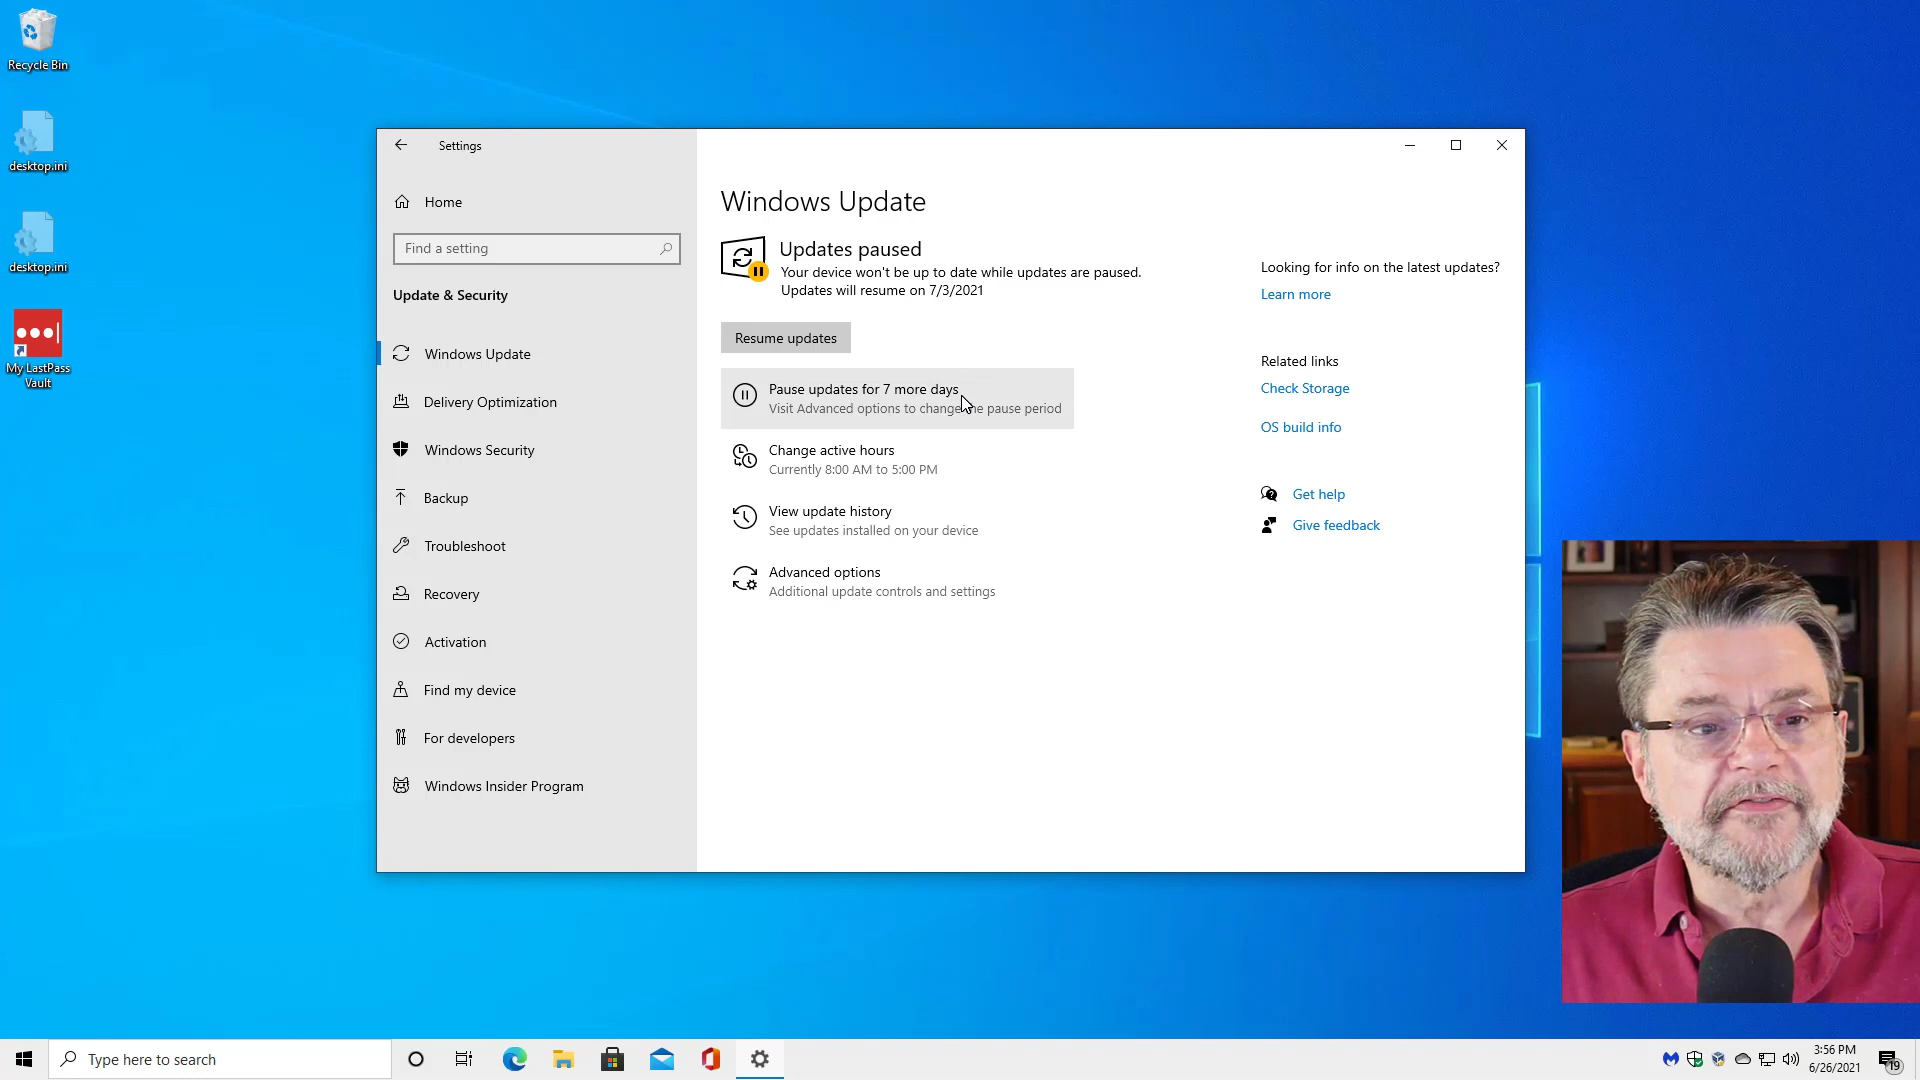 Recycle Bin
desktop.ini
desktop.ini
My LastPass
Vault
Settings
Home
Find a setting
Update & Security
Windows Update
Delivery Optimization
Windows Security
Backup
Troubleshoot
Recovery
Activation
Find my device
For developers
Windows Insider Program
Windows Update
Updates paused
Your device won't be up to date while updates are paused.
Updates will resume on 7/3/2021
Resume updates
Pause updates for 7 more days
Visit Advanced options to change the pause period
Change active hours
Currently 8:00 AM to 5:00 PM
View update history
See updates installed on your device
Advanced options
Additional update controls and settings
Looking for info on the latest updates?
Learn more
Related links
Check Storage
OS build info
Get help
Give feedback
Type here to search
3:56 PM
6/26/2021
19